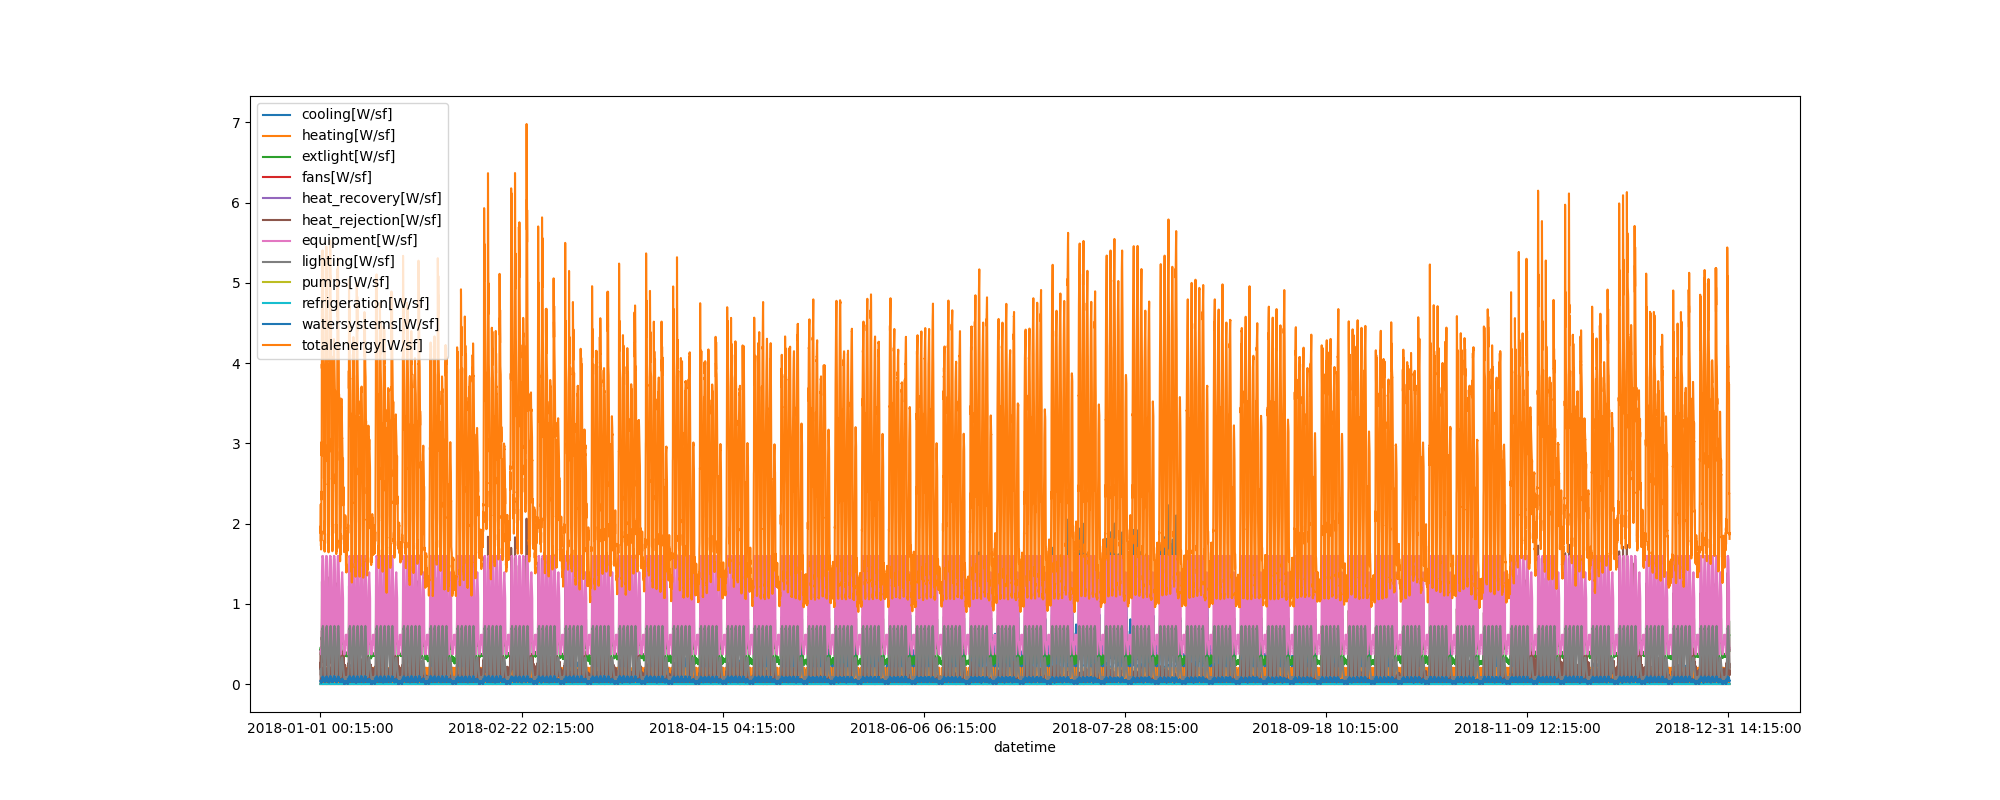 cooling[W/sf]
heating[W/sf]
extlight[W/sf]
fans[W/sf]
heat_recovery[W/sf]
heat_rejection[W/sf]
equipment[W/sf]
lighting[W/sf]
pumps[W/sf]
refrigeration[W/sf]
watersystems[W/sf]
totalenergy[W/sf]
7
6
5
4
3
2
1
0
2018-01-01 00:15:00 2018-02-22 02:15:00 2018-04-15 04:15:00 2018-06-06 06:15:00 2018-07-28 08:15:00 2018-09-18 10:15:00 2018-11-09 12:15:00 2018-12-31 14:15:00
datetime